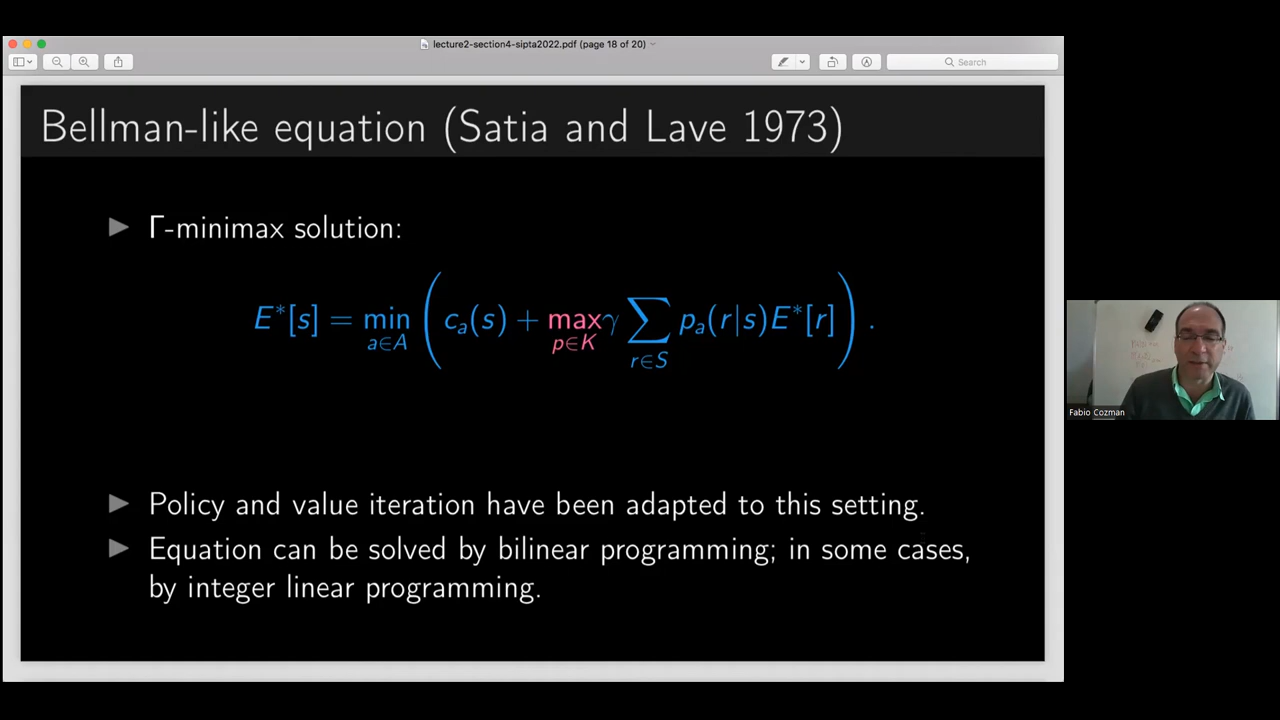 lecture2-section4-sipta2022.pdf (page 18 of 20)
Search
Bellman-like equation (Satia and Lave 1973)
Γ-minimax solution:
E*[s] = min_{a∈A} ( c_a(s) + max_{p∈K} γ ∑_{r∈S} p_a(r|s)E*[r] ) .
Policy and value iteration have been adapted to this setting.
Equation can be solved by bilinear programming; in some cases,
by integer linear programming.
Fabio Cozman